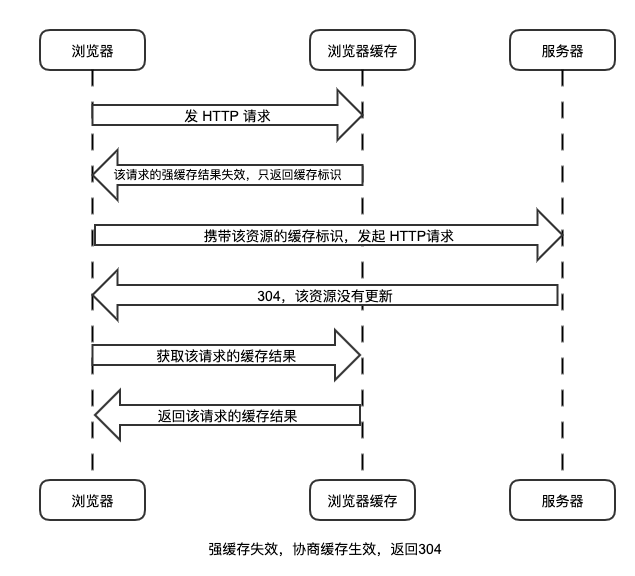 浏览器
浏览器缓存
服务器
发 HTTP 请求
该请求的强缓存结果失效，只返回缓存标识
携带该资源的缓存标识，发起 HTTP请求
304，该资源没有更新
获取该请求的缓存结果
返回该请求的缓存结果
浏览器
浏览器缓存
服务器
强缓存失效，协商缓存生效，返回304